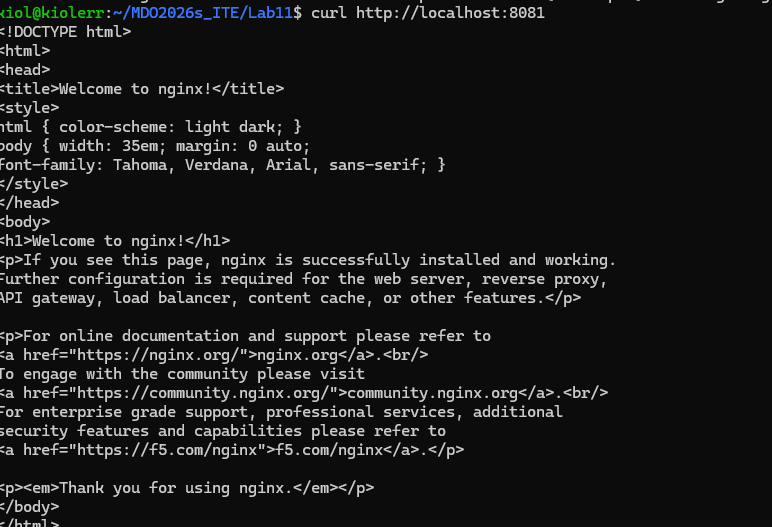 kiol@kiolerr:~/MDO2026s_ITE/Lab11$ curl http://localhost:8081
<!DOCTYPE html>
<html>
<head>
<title>Welcome to nginx!</title>
<style>
html { color-scheme: light dark; }
body { width: 35em; margin: 0 auto;
font-family: Tahoma, Verdana, Arial, sans-serif; }
</style>
</head>
<body>
<h1>Welcome to nginx!</h1>
<p>If you see this page, nginx is successfully installed and working.
Further configuration is required for the web server, reverse proxy,
API gateway, load balancer, content cache, or other features.</p>

<p>For online documentation and support please refer to
<a href="https://nginx.org/">nginx.org</a>.<br/>
To engage with the community please visit
<a href="https://community.nginx.org/">community.nginx.org</a>.<br/>
For enterprise grade support, professional services, additional
security features and capabilities please refer to
<a href="https://f5.com/nginx">f5.com/nginx</a>.</p>

<p><em>Thank you for using nginx.</em></p>
</body>
</html>